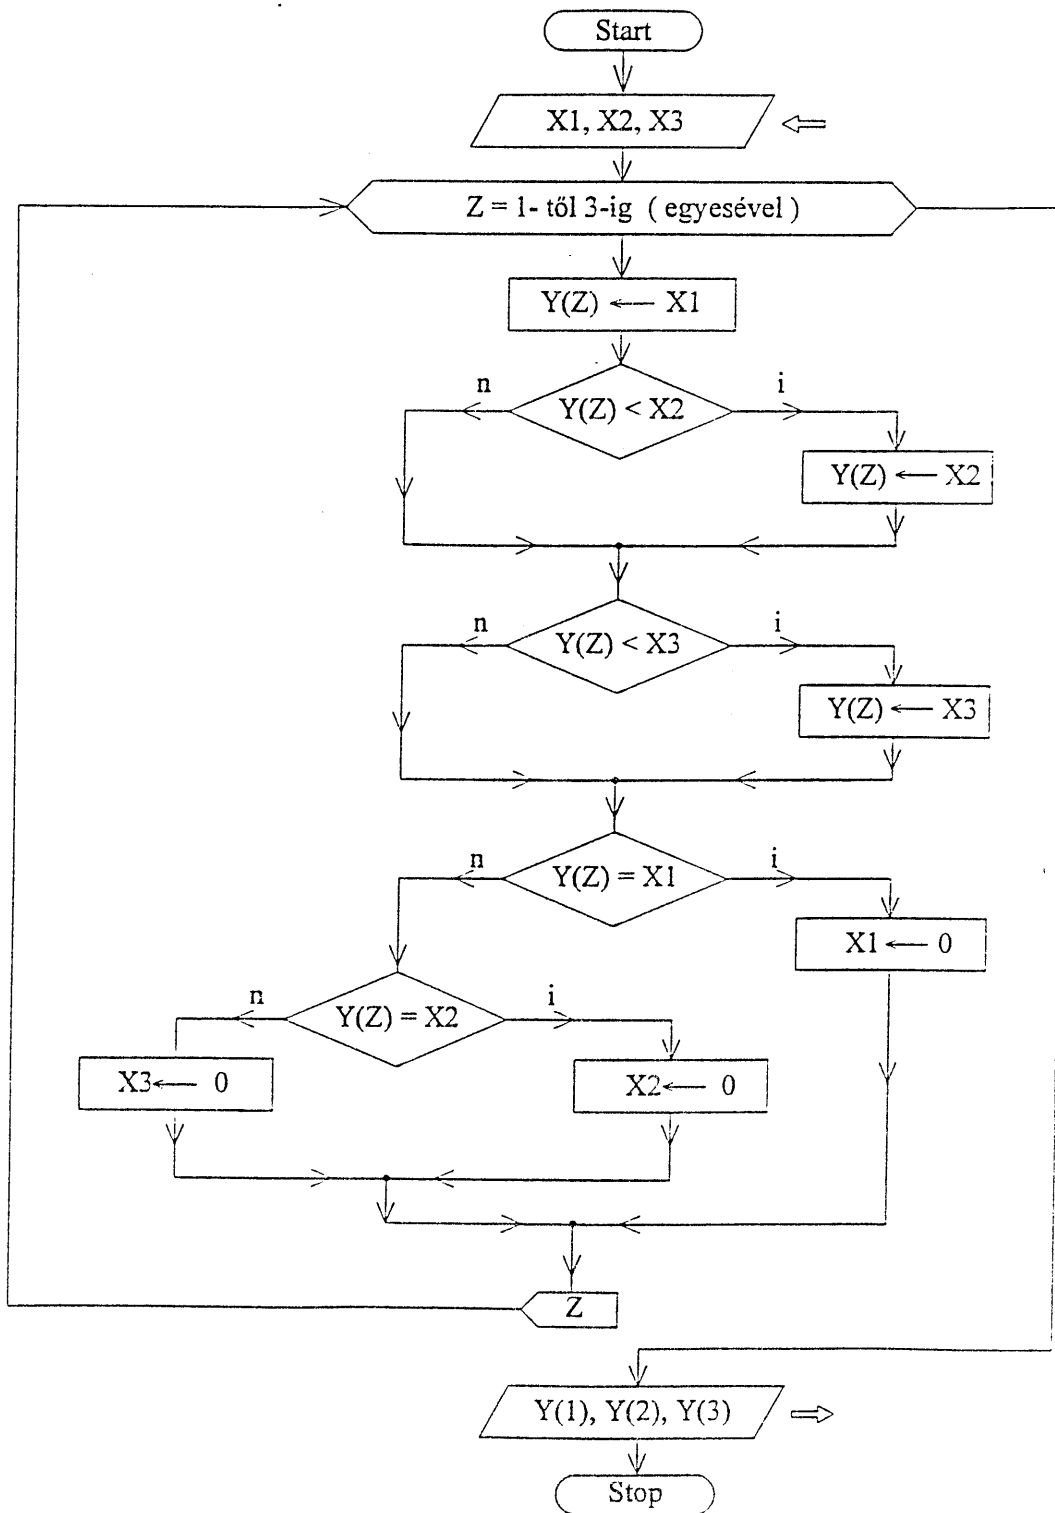 Start
X1, X2, X3
Z = 1- től 3-ig ( egyesével )
Y(Z) ← X1
n
Y(Z) < X2
i
Y(Z) ← X2
n
Y(Z) < X3
i
Y(Z) ← X3
n
Y(Z) = X1
i
X1 ← 0
n
Y(Z) = X2
i
X3 ← 0
X2 ← 0
Z
Y(1), Y(2), Y(3)
Stop